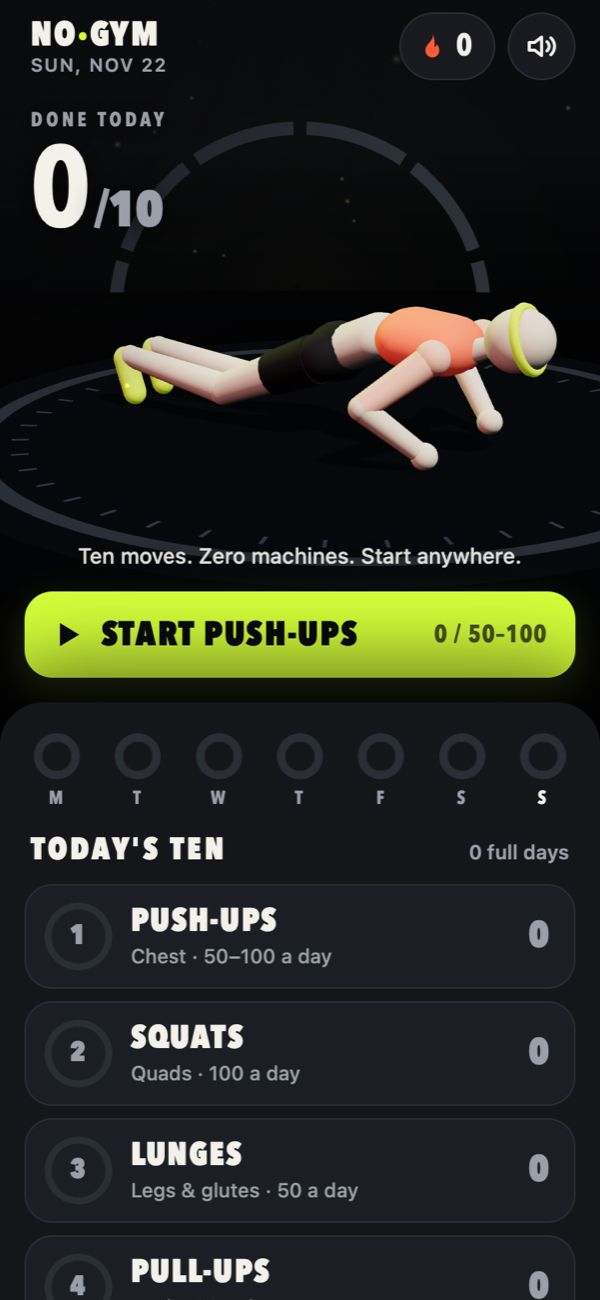 NO·GYM
SUN, NOV 22
0
DONE TODAY
0/10
Ten moves. Zero machines. Start anywhere.
START PUSH-UPS 0 / 50-100
M T W T F S S
TODAY'S TEN 0 full days
1 PUSH-UPS 0
Chest · 50–100 a day
2 SQUATS 0
Quads · 100 a day
3 LUNGES 0
Legs & glutes · 50 a day
4 PULL-UPS 0